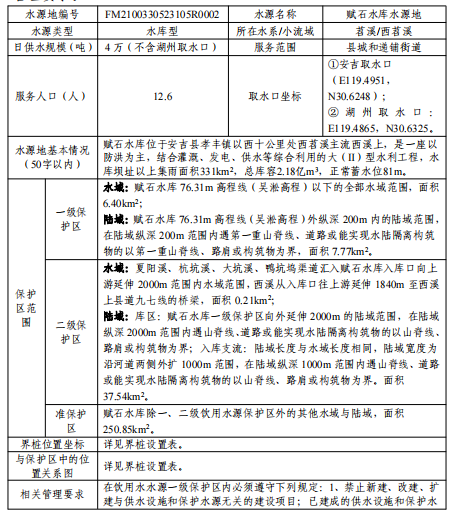 水源地编号 FM2100330523105R0002 水源名称 赋石水库水源地
水源类型 水库型 所在水系/小流域 苕溪/西苕溪
日供水规模（吨） 4 万（不含湖州取水口） 服务范围 县城和递铺街道
服务人口（人） 12.6 取水口坐标 ①安吉取水口
（E119.4951，
N30.6248）；
② 湖州取水口：
E119.4865，N30.6325。
水源地基本情况
（50字以内）
赋石水库位于安吉县孝丰镇以西十公里处西苕溪主流西溪上，是一座以
防洪为主，结合灌溉、发电、供水等综合利用的大（II）型水利工程，水
库坝址以上集雨面积331km²，总库容2.18亿m³，正常蓄水位81m。
保护
区范
围
一级保
护区
水域：赋石水库 76.31m 高程线（吴淞高程）以下的全部水域范围，面积
6.40km²；
陆域：赋石水库 76.31m 高程线（吴淞高程）外纵深 200m 内的陆域范围，
在陆域纵深 200m 范围内遇第一重山脊线、道路或能实现水陆隔离构筑
物的以第一重山脊线、路肩或构筑物为界，面积 7.77km²。
二级保
护区
水域：夏阳溪、杭坑溪、大坑溪、鸭坑坞渠道汇入赋石水库入库口向上
游延伸 2000m 范围内水域范围，西溪从入库口往上游延伸 1840m 至西溪
上县道九七线的桥梁，面积 0.21km²；
陆域：库区：赋石水库一级保护区向外延伸 2000m 的陆域范围，在陆域
纵深 2000m 范围内遇山脊线、道路或能实现水陆隔离构筑物的以山脊线、
路肩或构筑物为界；入库支流：陆域长度与水域长度相同，陆域宽度为
沿河道两侧外扩 1000m 范围，在陆域纵深 1000m 范围内遇山脊线、道路
或能实现水陆隔离构筑物的以山脊线、路肩或构筑物为界。面积
37.54km²。
准保护
区
赋石水库除一、二级饮用水源保护区外的其他水域与陆域，面积
250.85km²。
界桩位置坐标 详见界桩设置表。
与保护区中的位
置关系图
详见界桩设置表。
相关管理要求 在饮用水水源一级保护区内必须遵守下列规定：1、禁止新建、改建、扩
建与供水设施和保护水源无关的建设项目；已建成的供水设施和保护水